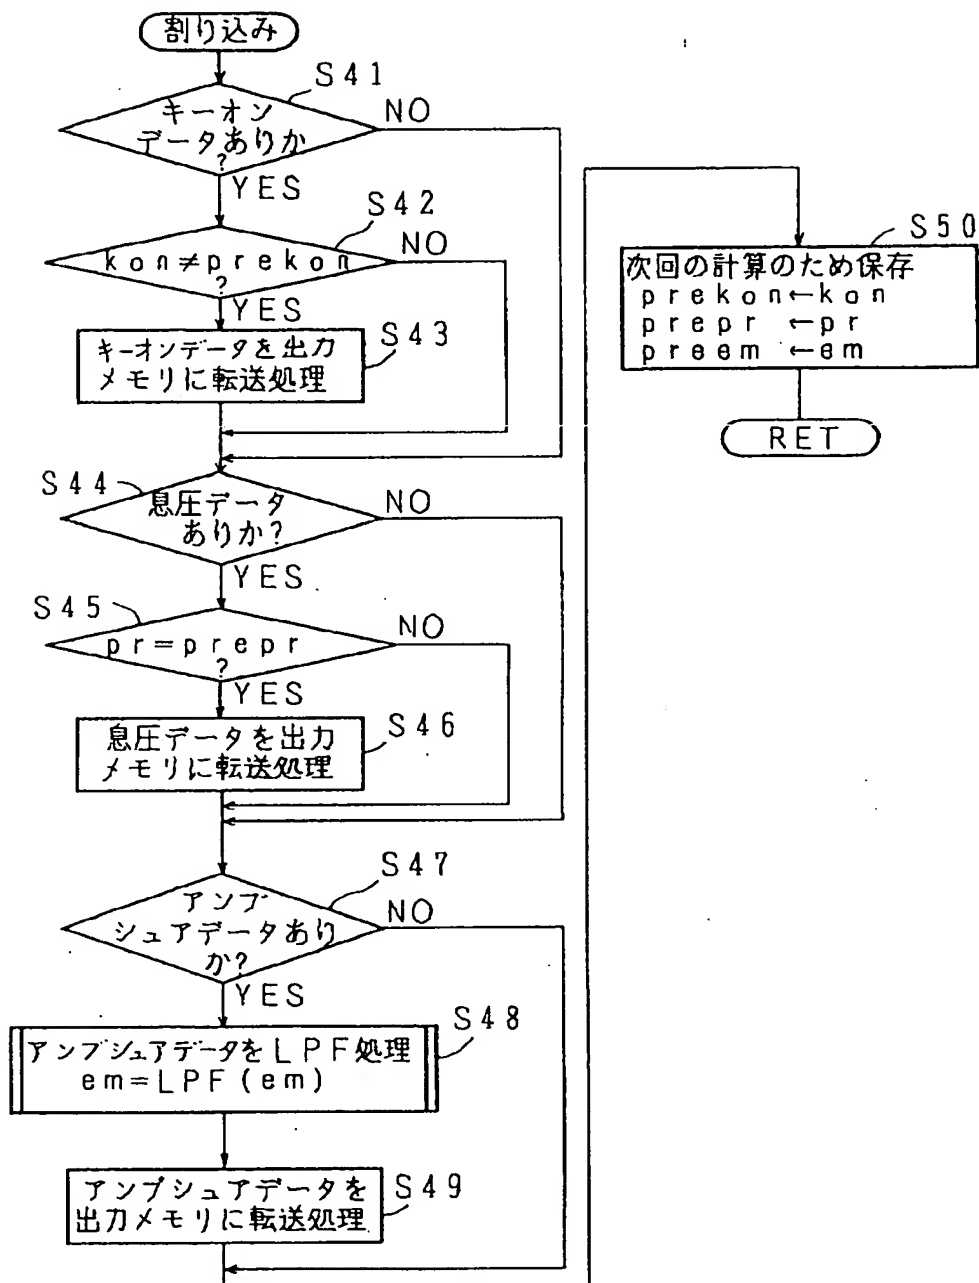 割り込み
S41
キーオン
データありか
?
NO
YES
S42
kon≠prekon
?
NO
YES
S43
キーオンデータを出力
メモリに転送処理
S44
息圧データ
ありか?
NO
YES
S45
pr=prepr
?
NO
YES
S46
息圧データを出力
メモリに転送処理
S47
アンブ
シュアデータあり
か?
NO
YES
S48
アンブシュアデータをLPF処理
em=LPF(em)
S49
アンブシュアデータを
出力メモリに転送処理
S50
次回の計算のため保存
prekon←kon
prepr ←pr
preem ←em
RET